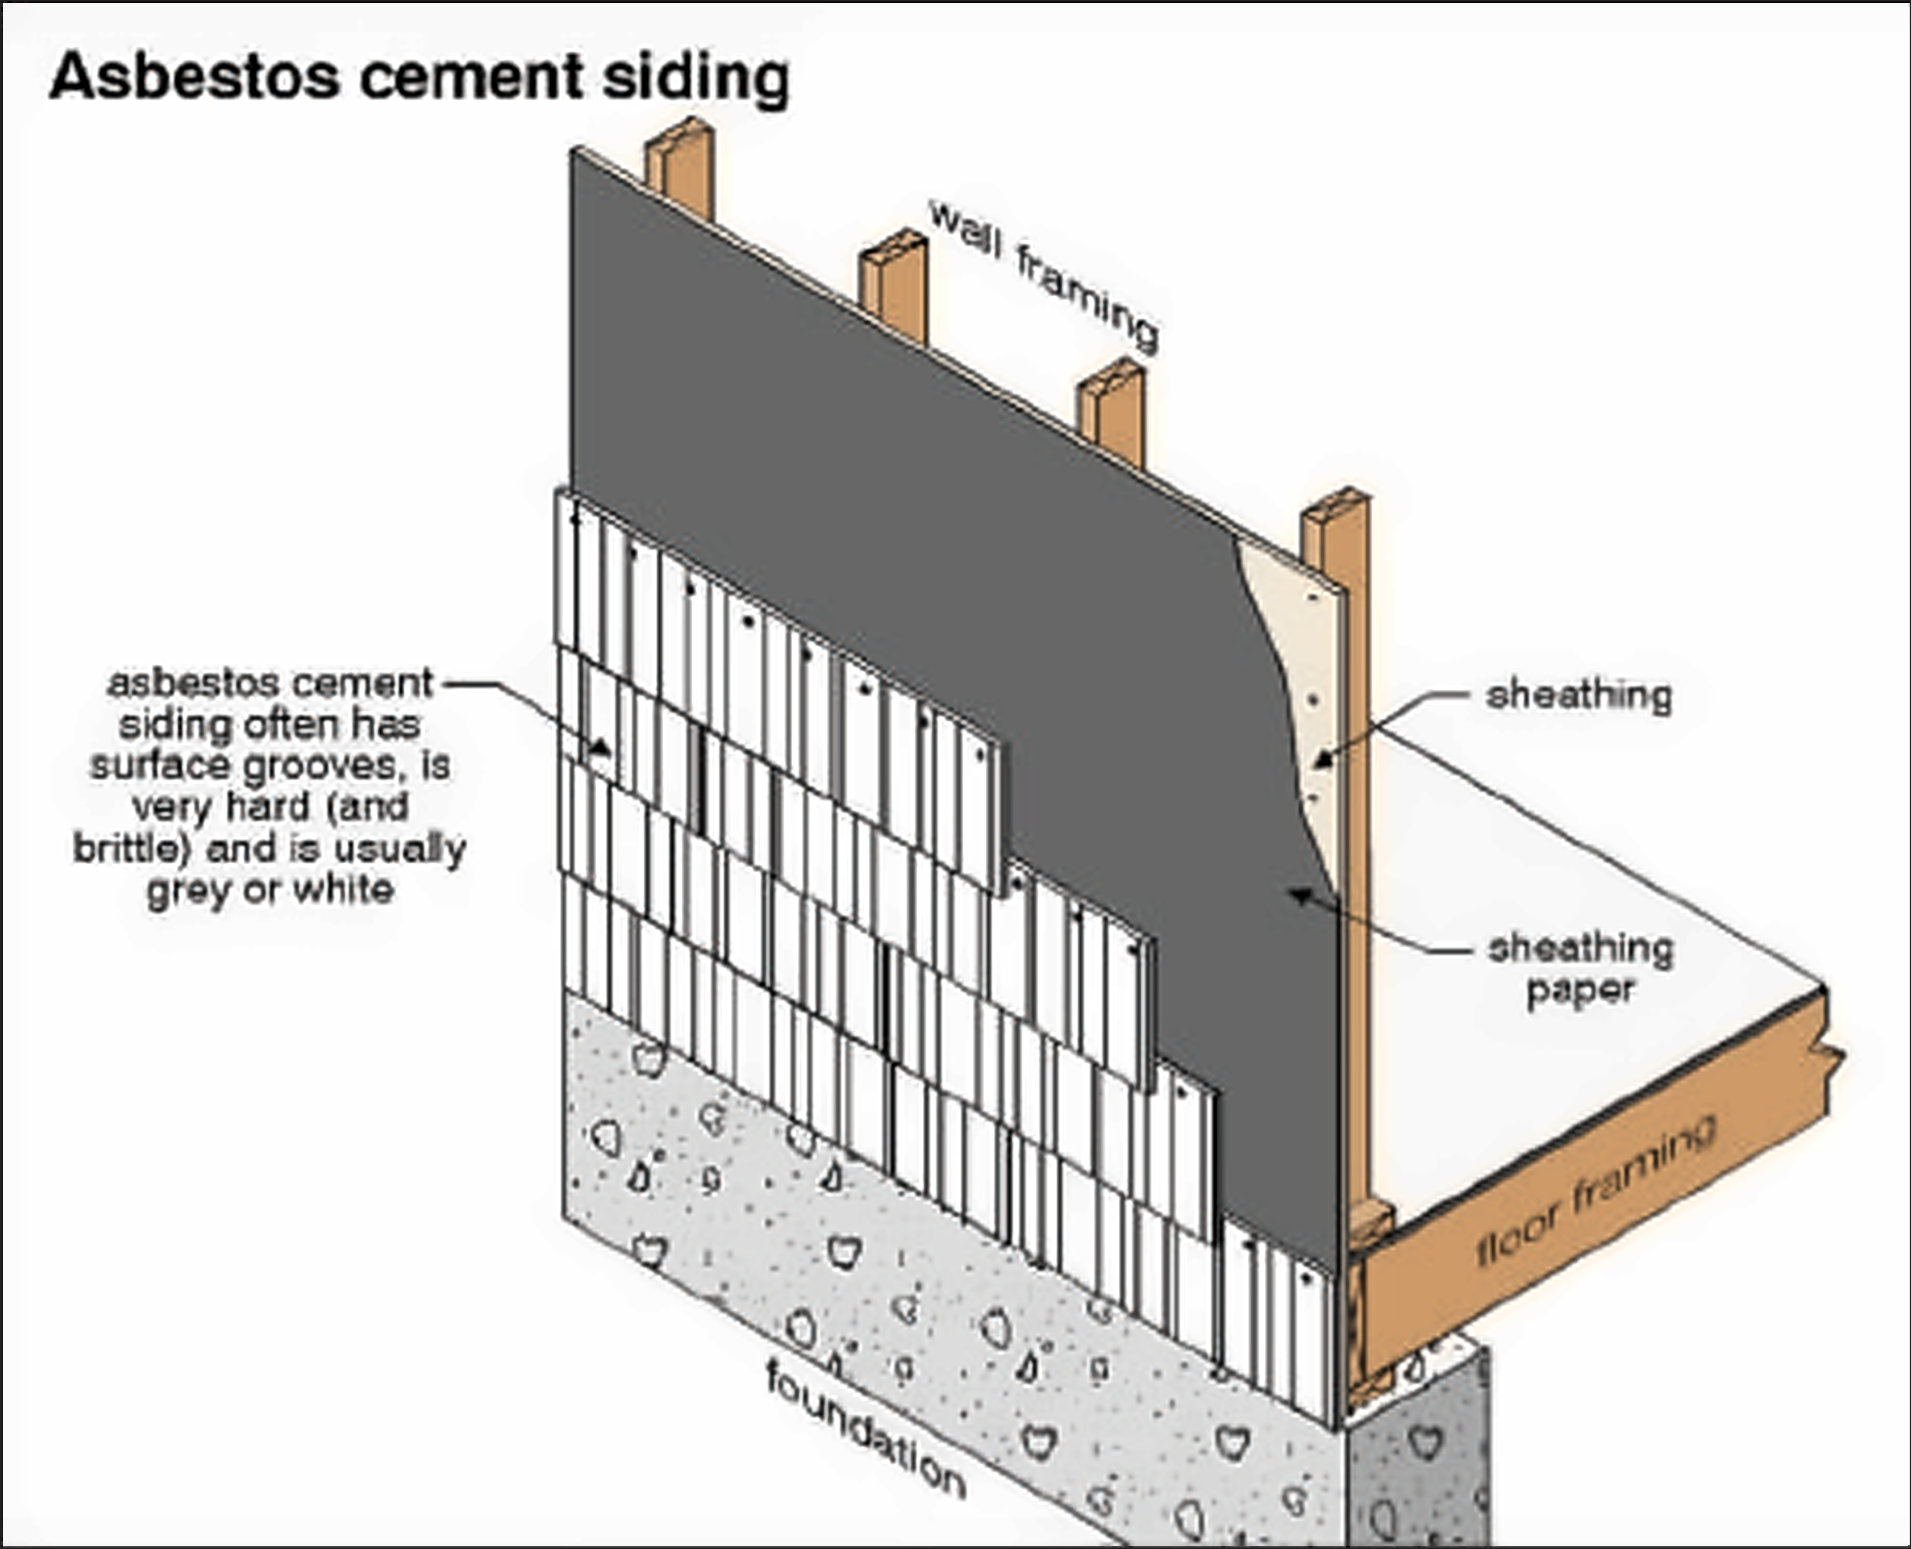 Asbestos cement siding
wall framing
asbestos cement
siding often has
surface grooves, is
very hard (and
brittle) and is usually
grey or white
sheathing
sheathing
paper
floor framing
foundation